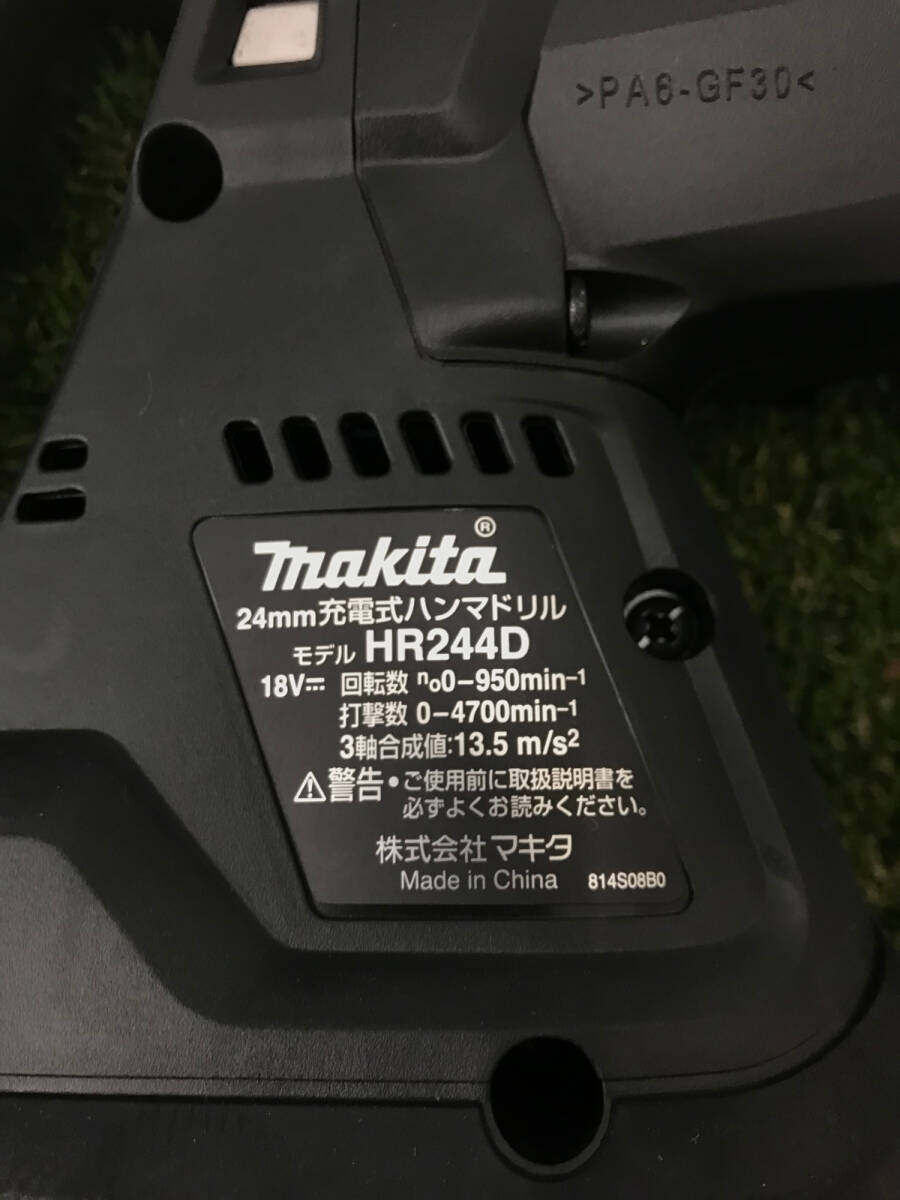 >PA6-GF30<
makita®
24mm充電式ハンマドリル
モデル HR244D
18V⎓ 回転数 n₀0-950min-1
打撃数 0-4700min-1
3軸合成値:13.5 m/s2
⚠警告・ご使用前に取扱説明書を
必ずよくお読みください。
株式会社マキタ
Made in China 814S08B0